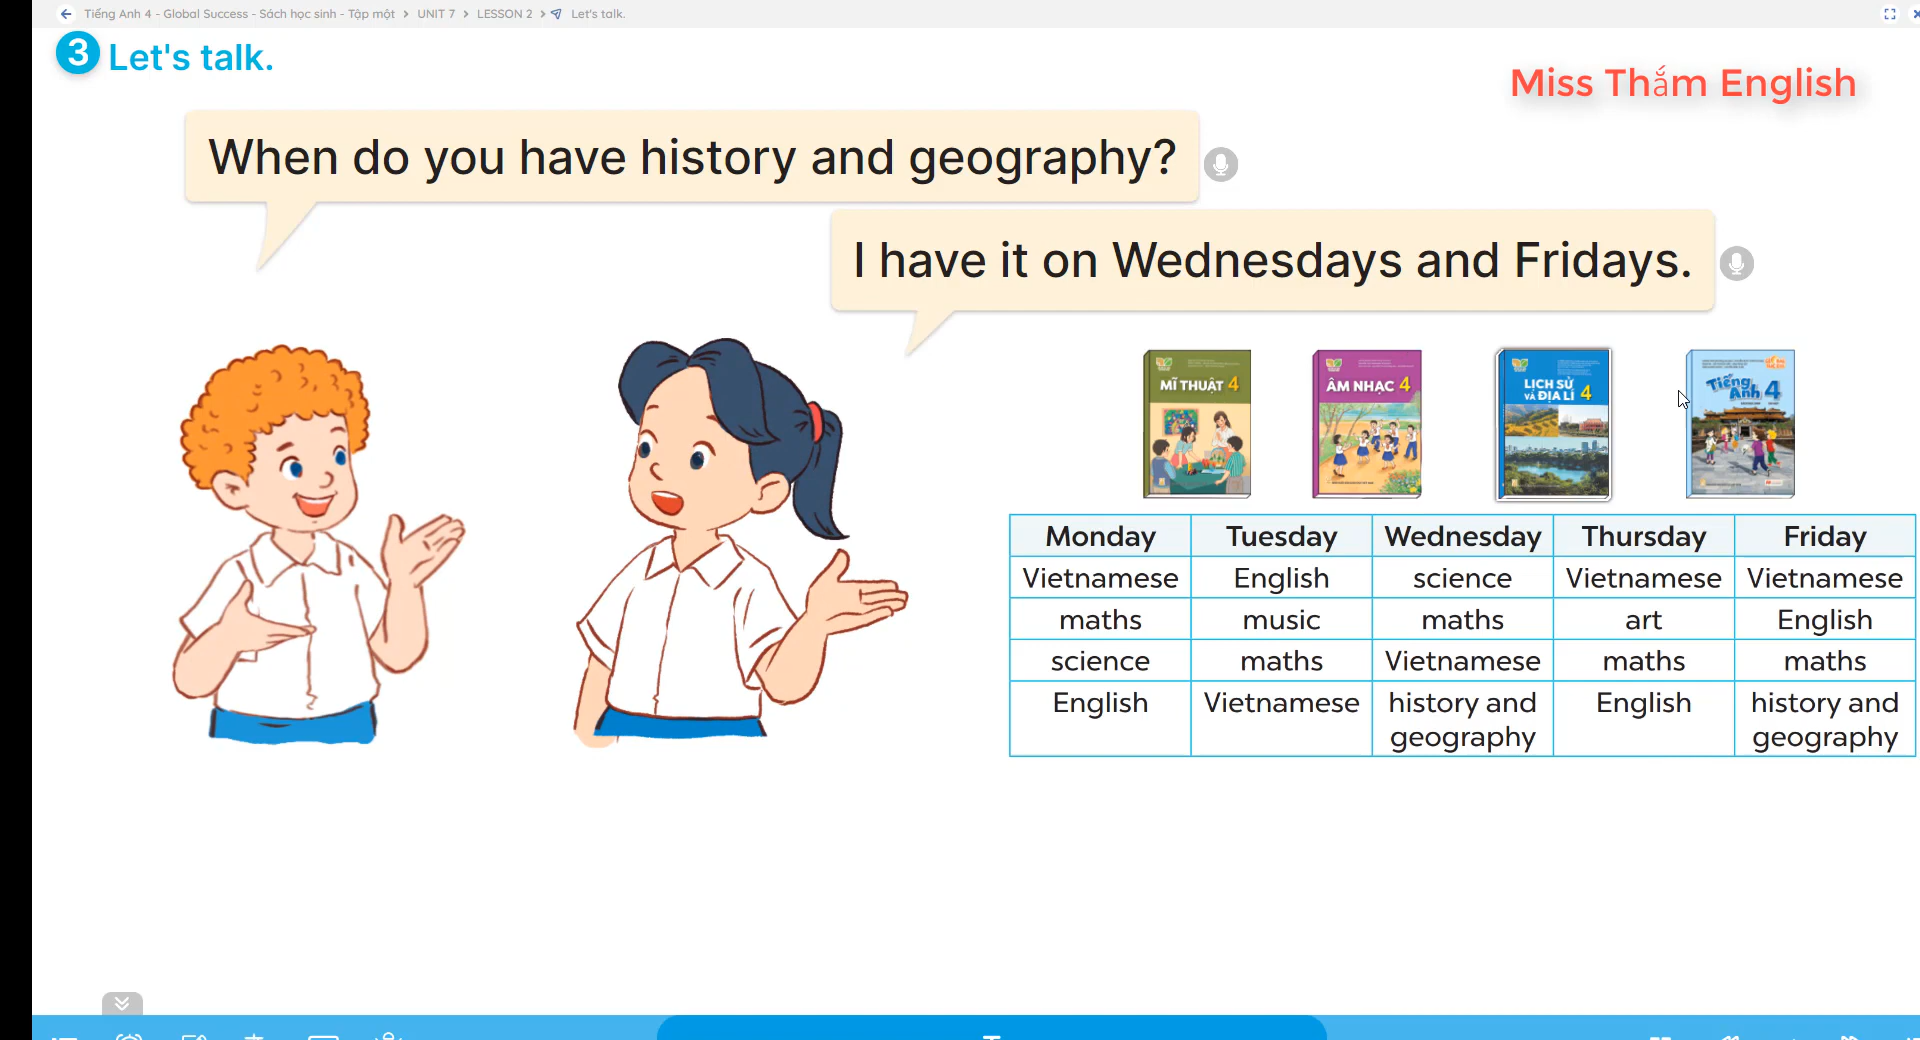 Tiếng Anh 4 - Global Success - Sách học sinh - Tập một > UNIT 7 > LESSON 2 > Let's talk.
3 Let's talk.
Miss Thắm English
When do you have history and geography?
I have it on Wednesdays and Fridays.
MĨ THUẬT 4
ÂM NHẠC 4
LỊCH SỬ
VÀ ĐỊA LÍ 4
Tiếng
Anh 4
Monday Tuesday Wednesday Thursday Friday
Vietnamese English science Vietnamese Vietnamese
maths music maths art English
science maths Vietnamese maths maths
English Vietnamese history and geography English history and geography